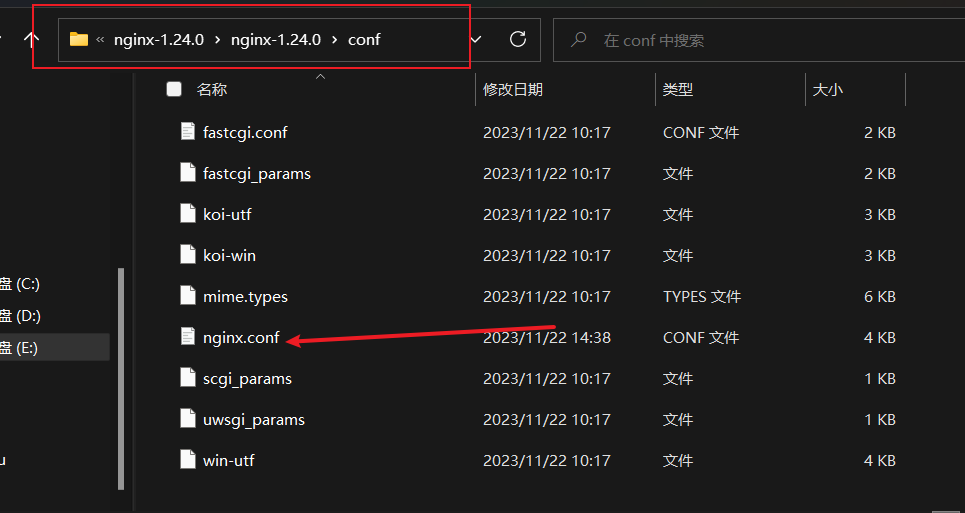 « nginx-1.24.0 › nginx-1.24.0 › conf
在 conf 中搜索
名称 修改日期 类型 大小
fastcgi.conf 2023/11/22 10:17 CONF 文件 2 KB
fastcgi_params 2023/11/22 10:17 文件 2 KB
koi-utf 2023/11/22 10:17 文件 3 KB
koi-win 2023/11/22 10:17 文件 3 KB
mime.types 2023/11/22 10:17 TYPES 文件 6 KB
nginx.conf 2023/11/22 14:38 CONF 文件 4 KB
scgi_params 2023/11/22 10:17 文件 1 KB
uwsgi_params 2023/11/22 10:17 文件 1 KB
win-utf 2023/11/22 10:17 文件 4 KB
盘 (C:)
盘 (D:)
盘 (E:)
u